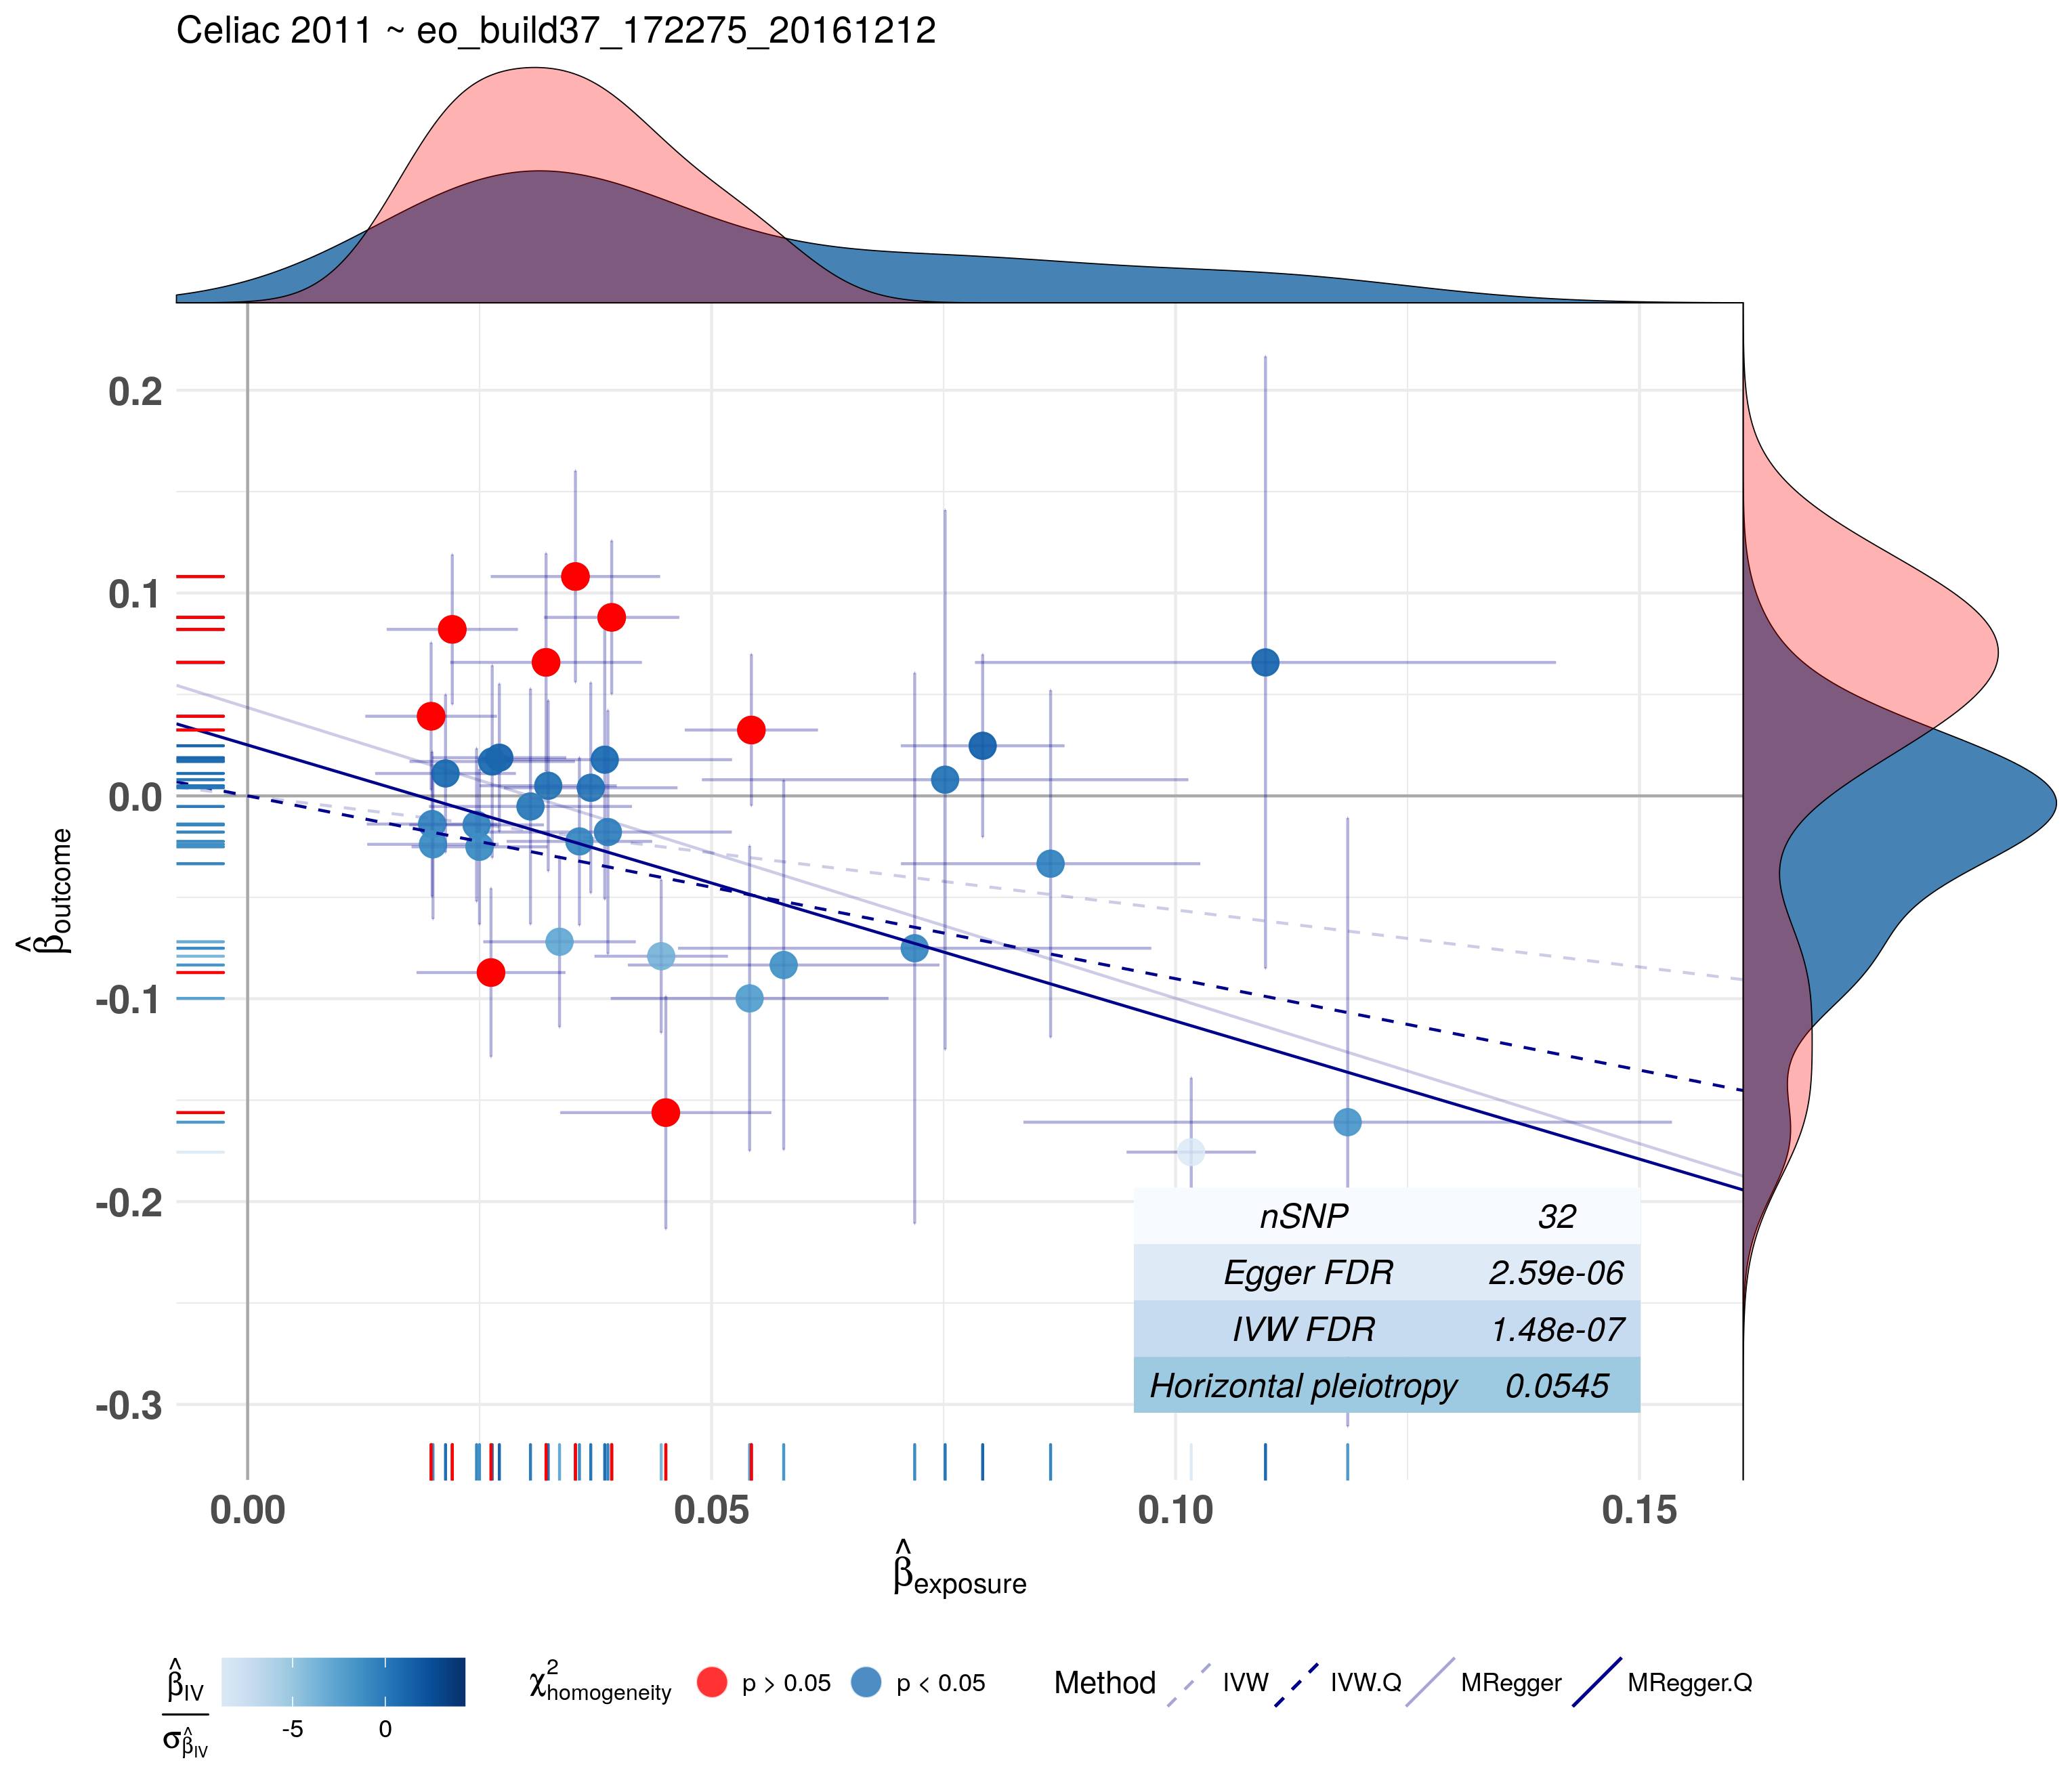 Celiac 2011 ~ eo_build37_172275_20161212
0.2
0.1
0.0
-0.1
-0.2
-0.3
β̂outcome
nSNP 32
Egger FDR 2.59e-06
IVW FDR 1.48e-07
Horizontal pleiotropy 0.0545
0.00 0.05 0.10 0.15
β̂exposure
β̂IV
σβ̂IV
-5 0
χ²homogeneity p > 0.05 p < 0.05
Method IVW IVW.Q MRegger MRegger.Q